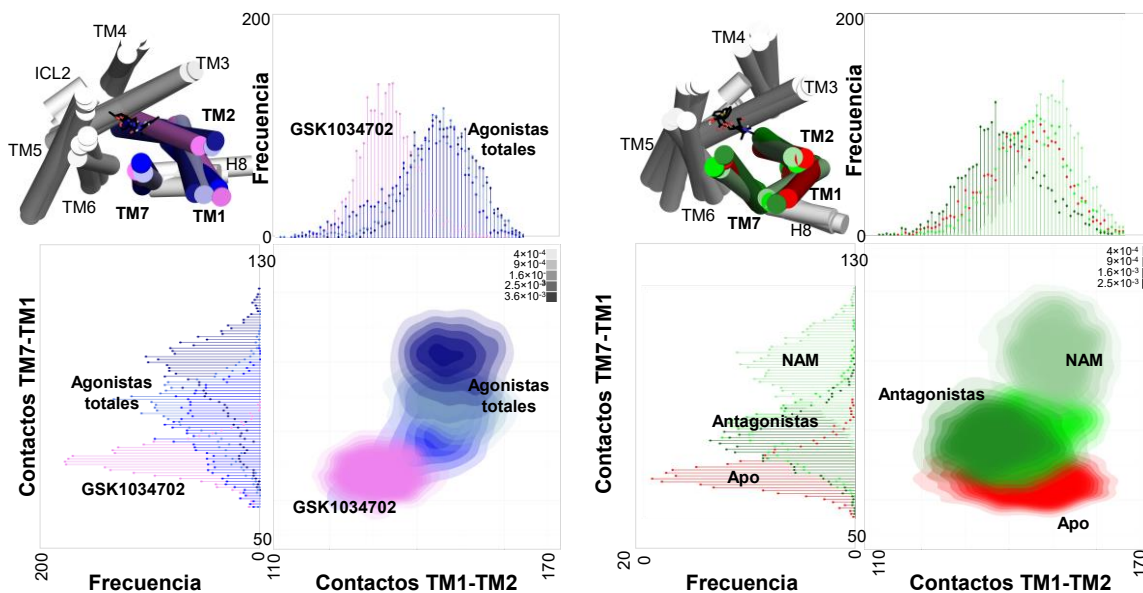 200
TM4
ICL2
TM3
TM2
TM5
H8
TM6
TM7
TM1
Frecuencia
GSK1034702
Agonistas
totales
0
130
4×10-4
9×10-4
1.6×10-
2.5×10-3
3.6×10-3
Contactos TM7-TM1
Agonistas
totales
GSK1034702
Agonistas
totales
GSK1034702
50
200
0
110
170
Frecuencia
Contactos TM1-TM2
200
TM4
TM3
TM2
TM5
TM1
TM6
TM7
H8
Frecuencia
0
130
4×10-4
9×10-4
1.6×10-3
2.5×10-3
Contactos TM7-TM1
NAM
Antagonistas
Apo
NAM
Antagonistas
Apo
50
20
0
110
170
Frecuencia
Contactos TM1-TM2